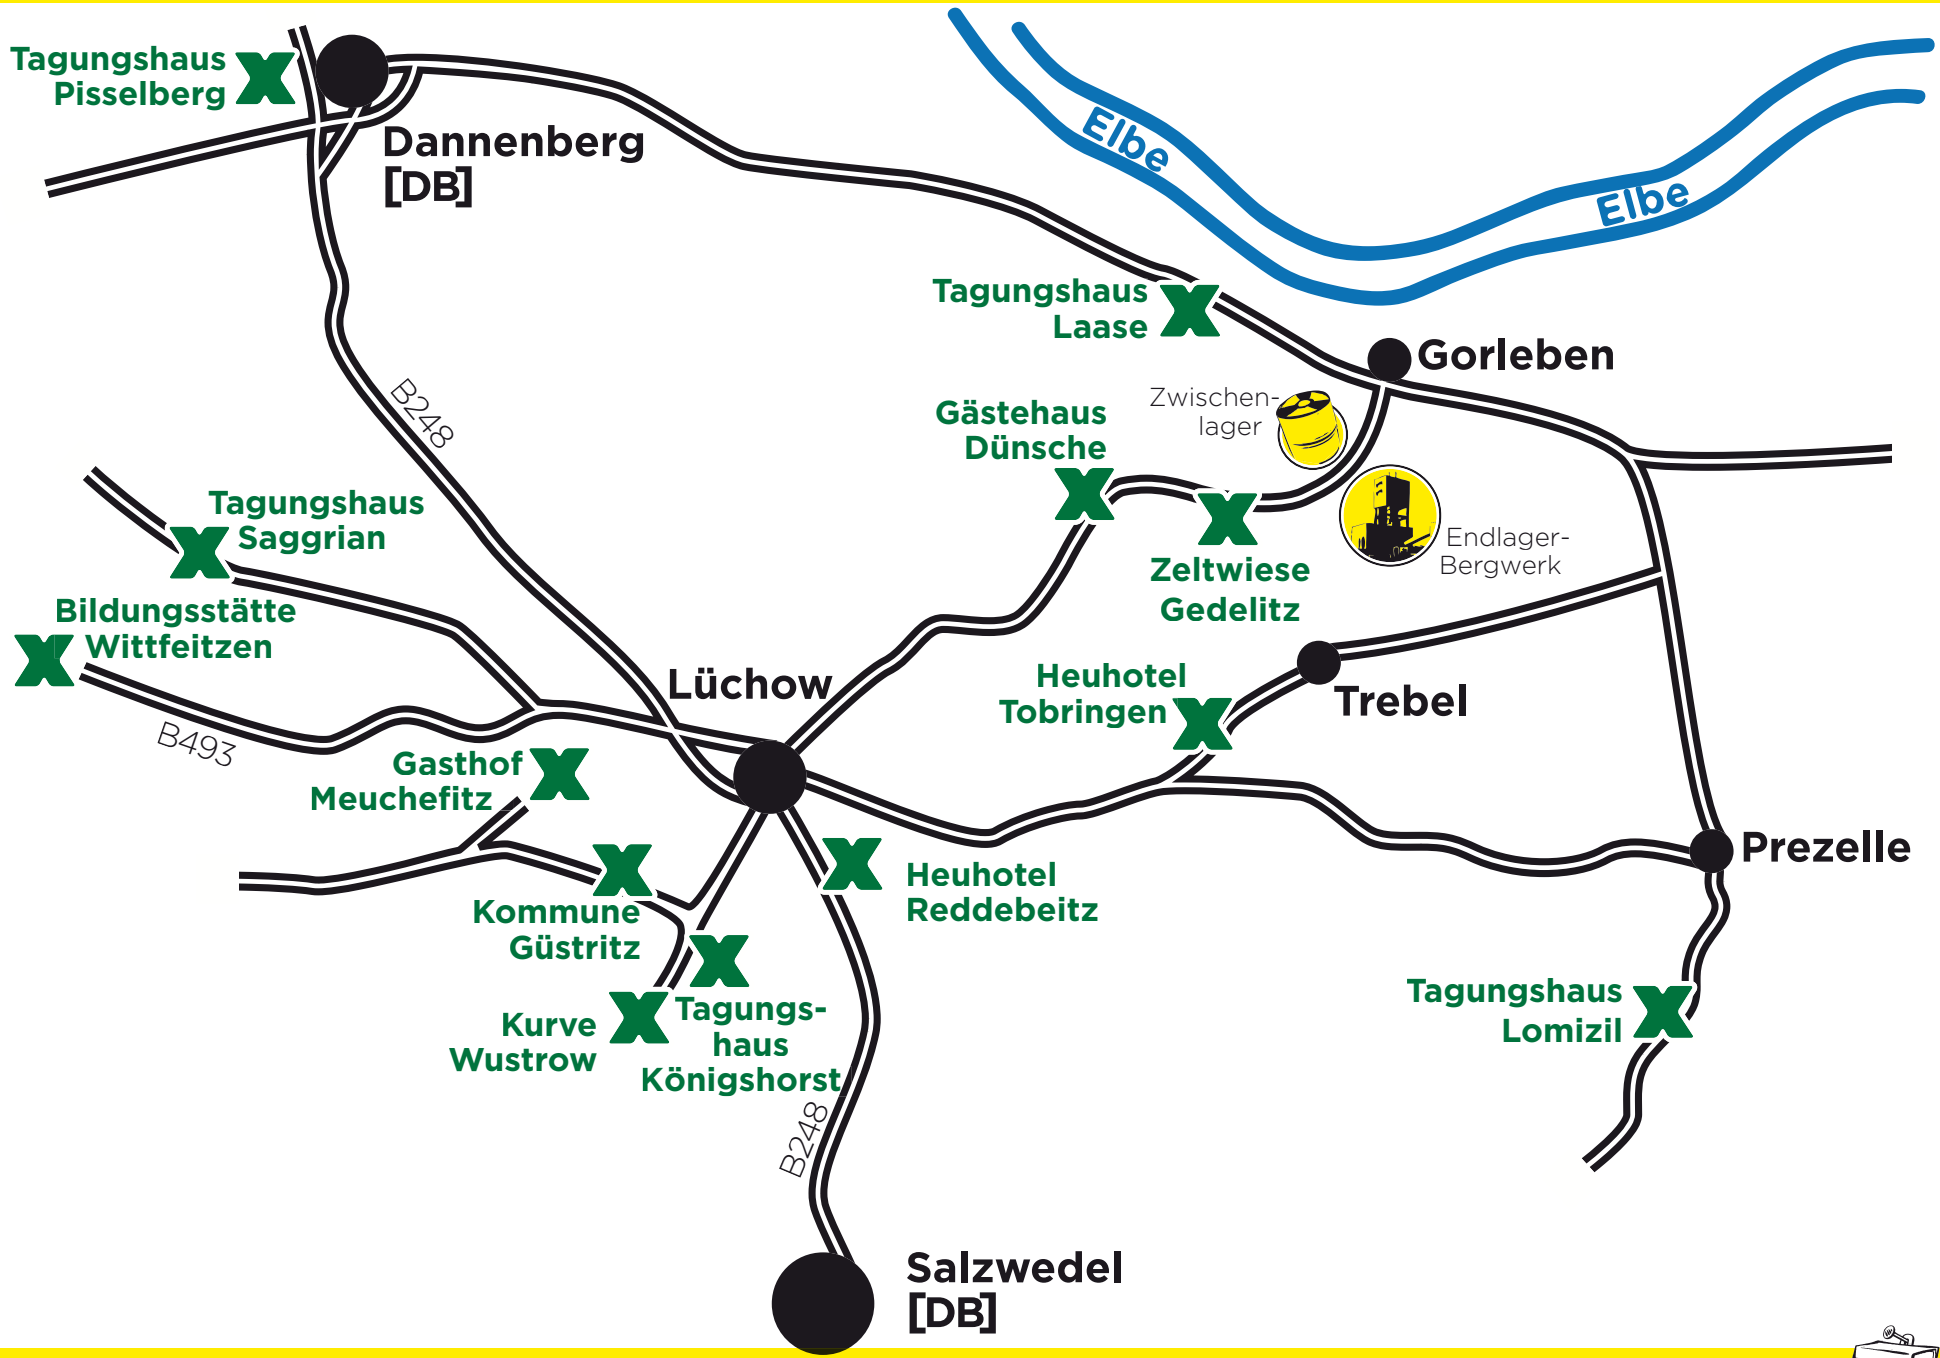 Tagungshaus
Pisselberg
Dannenberg
[DB]
Elbe
Elbe
Tagungshaus
Laase
Gorleben
Zwischen-
lager
B248
Gästehaus
Dünsche
Tagungshaus
Saggrian
Endlager-
Bergwerk
Zeltwiese
Gedelitz
Bildungsstätte
Wittfeitzen
Lüchow
Heuhotel
Tobringen
Trebel
B493
Gasthof
Meuchefitz
Prezelle
Heuhotel
Reddebeitz
Kommune
Güstritz
Tagungshaus
Lomizil
Kurve
Wustrow
Tagungs-
haus
Königshorst
B248
Salzwedel
[DB]